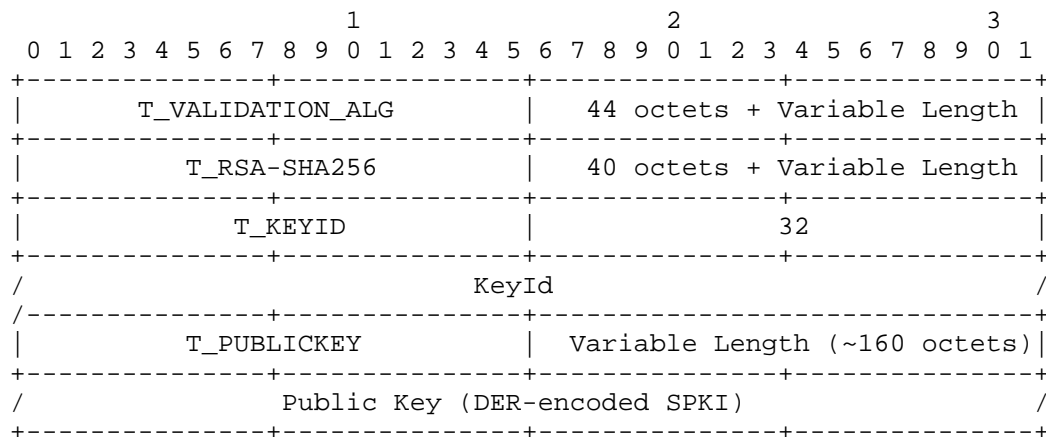 1                   2                   3
 0 1 2 3 4 5 6 7 8 9 0 1 2 3 4 5 6 7 8 9 0 1 2 3 4 5 6 7 8 9 0 1
+---------------+---------------+---------------+---------------+
|       T_VALIDATION_ALG        |   44 octets + Variable Length |
+---------------+---------------+---------------+---------------+
|          T_RSA-SHA256         |   40 octets + Variable Length |
+---------------+---------------+---------------+---------------+
|             T_KEYID           |               32              |
+---------------+---------------+---------------+---------------+
/                            KeyId                              /
/---------------+---------------+-------------------------------+
|          T_PUBLICKEY          |  Variable Length (~160 octets)|
+---------------+---------------+---------------+---------------+
/                Public Key (DER-encoded SPKI)                  /
+---------------+---------------+---------------+---------------+